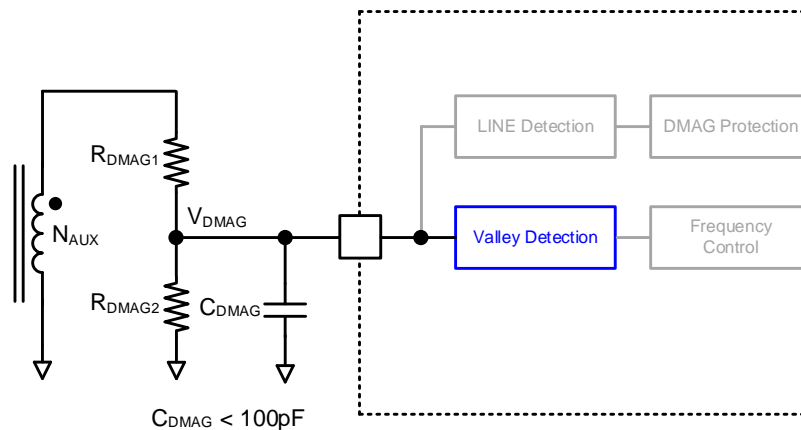 LINE Detection
DMAG Protection
RDMAG1
VDMAG
NAUX
Valley Detection
Frequency
Control
RDMAG2
CDMAG
CDMAG < 100pF